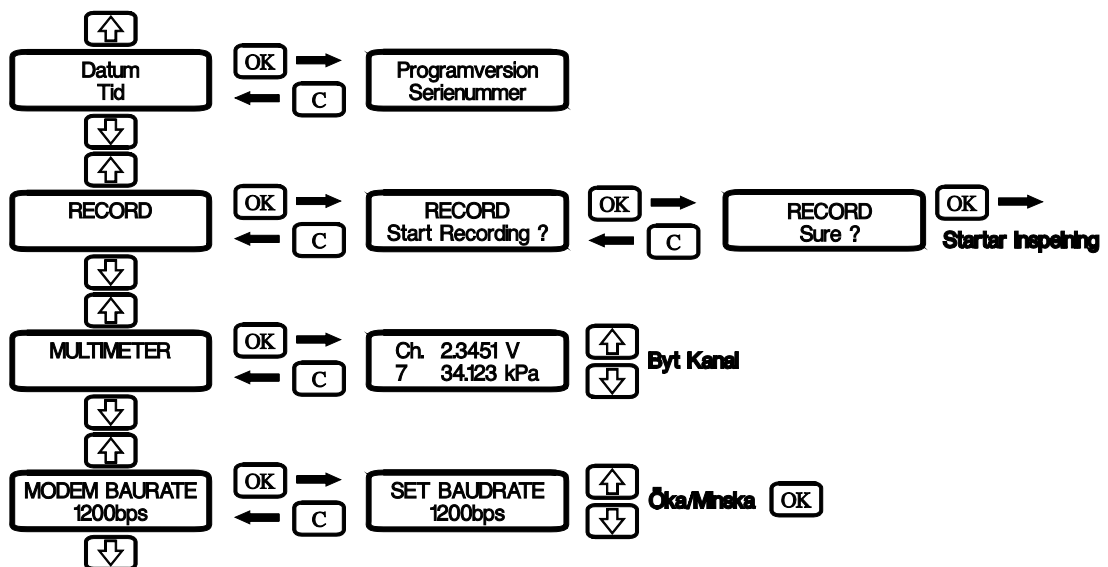 Datum
Tid
OK
C
Programversion
Serienummer
RECORD
OK
C
RECORD
Start Recording ?
OK
C
RECORD
Sure ?
OK
Startar Inspelning
MULTIMETER
OK
C
Ch. 2.3451 V
7 34.123 kPa
Byt Kanal
MODEM BAURATE
1200bps
OK
C
SET BAUDRATE
1200bps
Öka/Minska OK